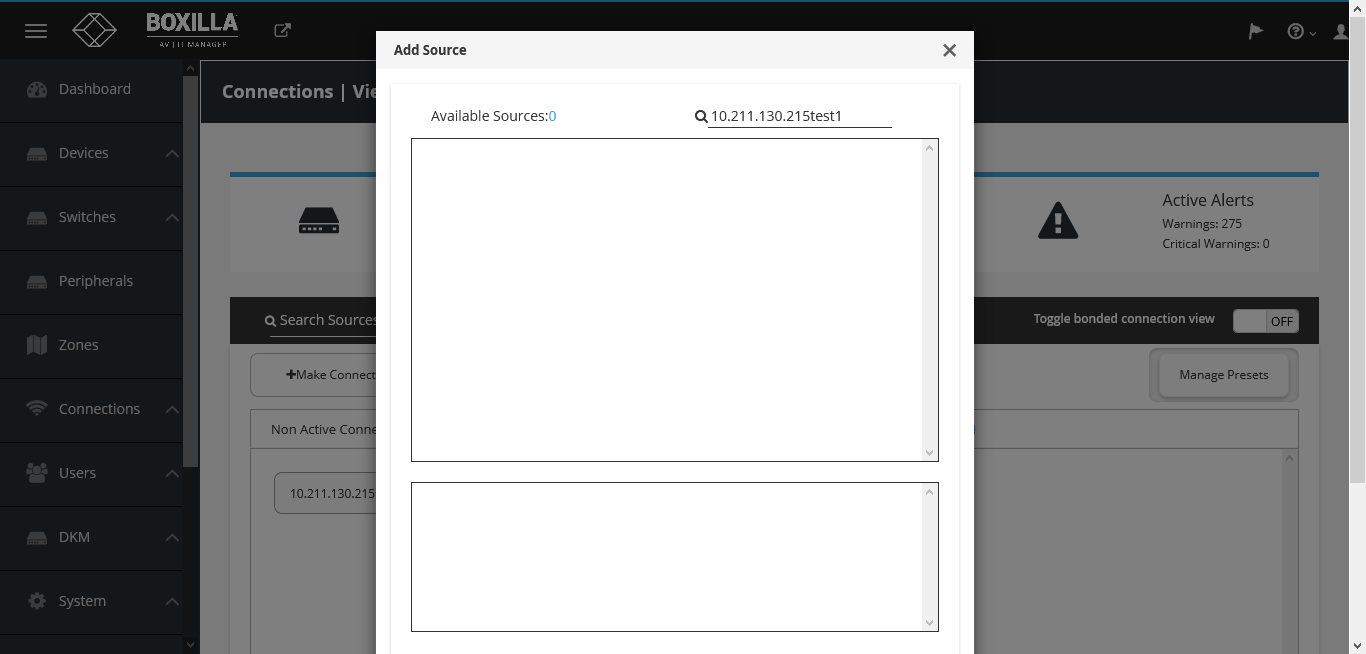 BOXILLA
AV | IT MANAGER
Add Source
Dashboard
Devices
Switches
Peripherals
Zones
Connections
Users
DKM
System
Connections | Vie
Available Sources:0
10.211.130.215test1
Active Alerts
Warnings: 275
Critical Warnings: 0
Search Sources
Toggle bonded connection view
OFF
Make Connect
Manage Presets
Non Active Conne
10.211.130.215